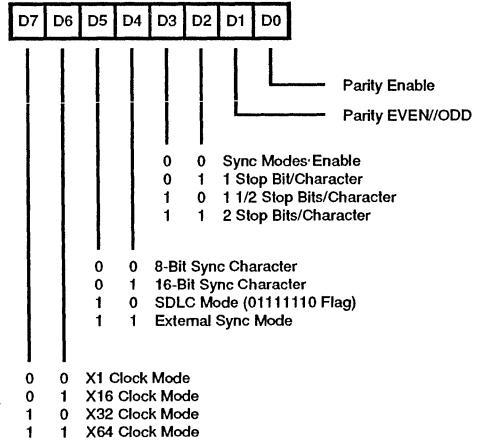 D7 D6 D5 D4 D3 D2 D1 D0
Parity Enable
Parity EVEN//ODD
0 0 Sync Modes Enable
0 1 1 Stop Bit/Character
1 0 1 1/2 Stop Bits/Character
1 1 2 Stop Bits/Character
0 0 8-Bit Sync Character
0 1 16-Bit Sync Character
1 0 SDLC Mode (01111110 Flag)
1 1 External Sync Mode
0 0 X1 Clock Mode
0 1 X16 Clock Mode
1 0 X32 Clock Mode
1 1 X64 Clock Mode